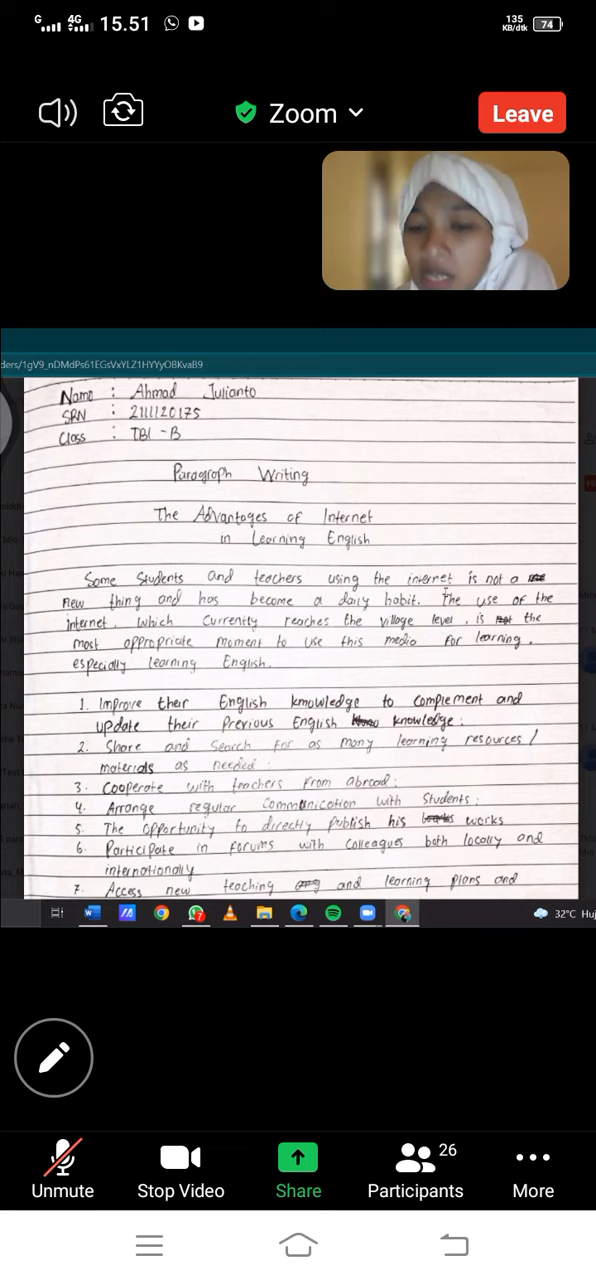 G 4G 15.51 135 KB/dtk 74
Zoom Leave
ders/1gV9_nDMdPs61EGsVxYLZ1HYYyOBKvaB9
Name : Ahmad Julianto
SRN : 2111120175
Class : TBI - B
Paragraph Writing
The Advantages of Internet
in Learning English
Some Students and teachers using the internet is not a
new thing and has become a daily habit. The use of the
internet, which currently reaches the village level, is the
most appropriate moment to use this media for learning,
especially learning English.
1. Improve their English kmowledge to complement and
update their Previous English knowledge:
2. Share and Search For as many learning resources/
materials as needed:
3. Cooperate with teachers from abroad:
4. Arrange regular Communication with Students:
5. The opportunity to directly publish his works
6. Participate in forums with Colleagues both locally and
internationally
7. Access new teaching and learning plans and
7
32°C Huj
26
Unmute Stop Video Share Participants More